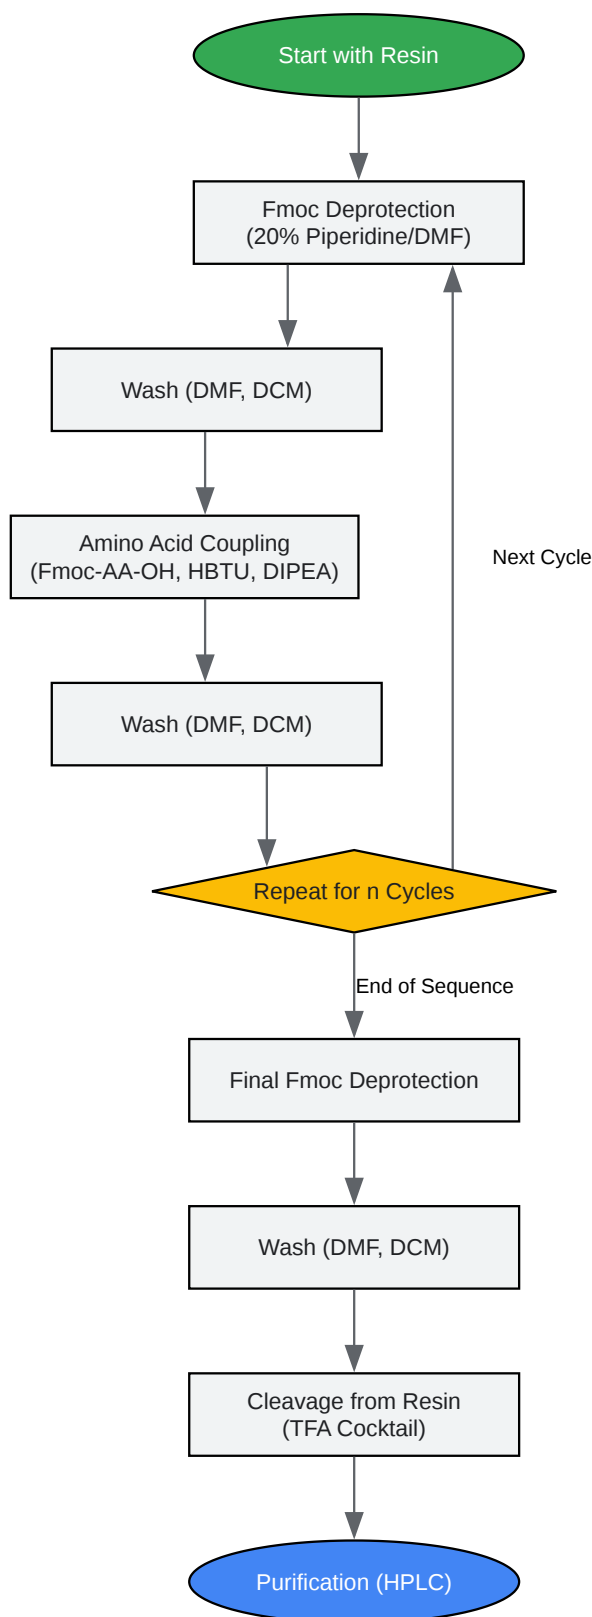 Start with Resin
Fmoc Deprotection
(20% Piperidine/DMF)
Wash (DMF, DCM)
Amino Acid Coupling
(Fmoc-AA-OH, HBTU, DIPEA)
Next Cycle
Wash (DMF, DCM)
Repeat for n Cycles
End of Sequence
Final Fmoc Deprotection
Wash (DMF, DCM)
Cleavage from Resin
(TFA Cocktail)
Purification (HPLC)